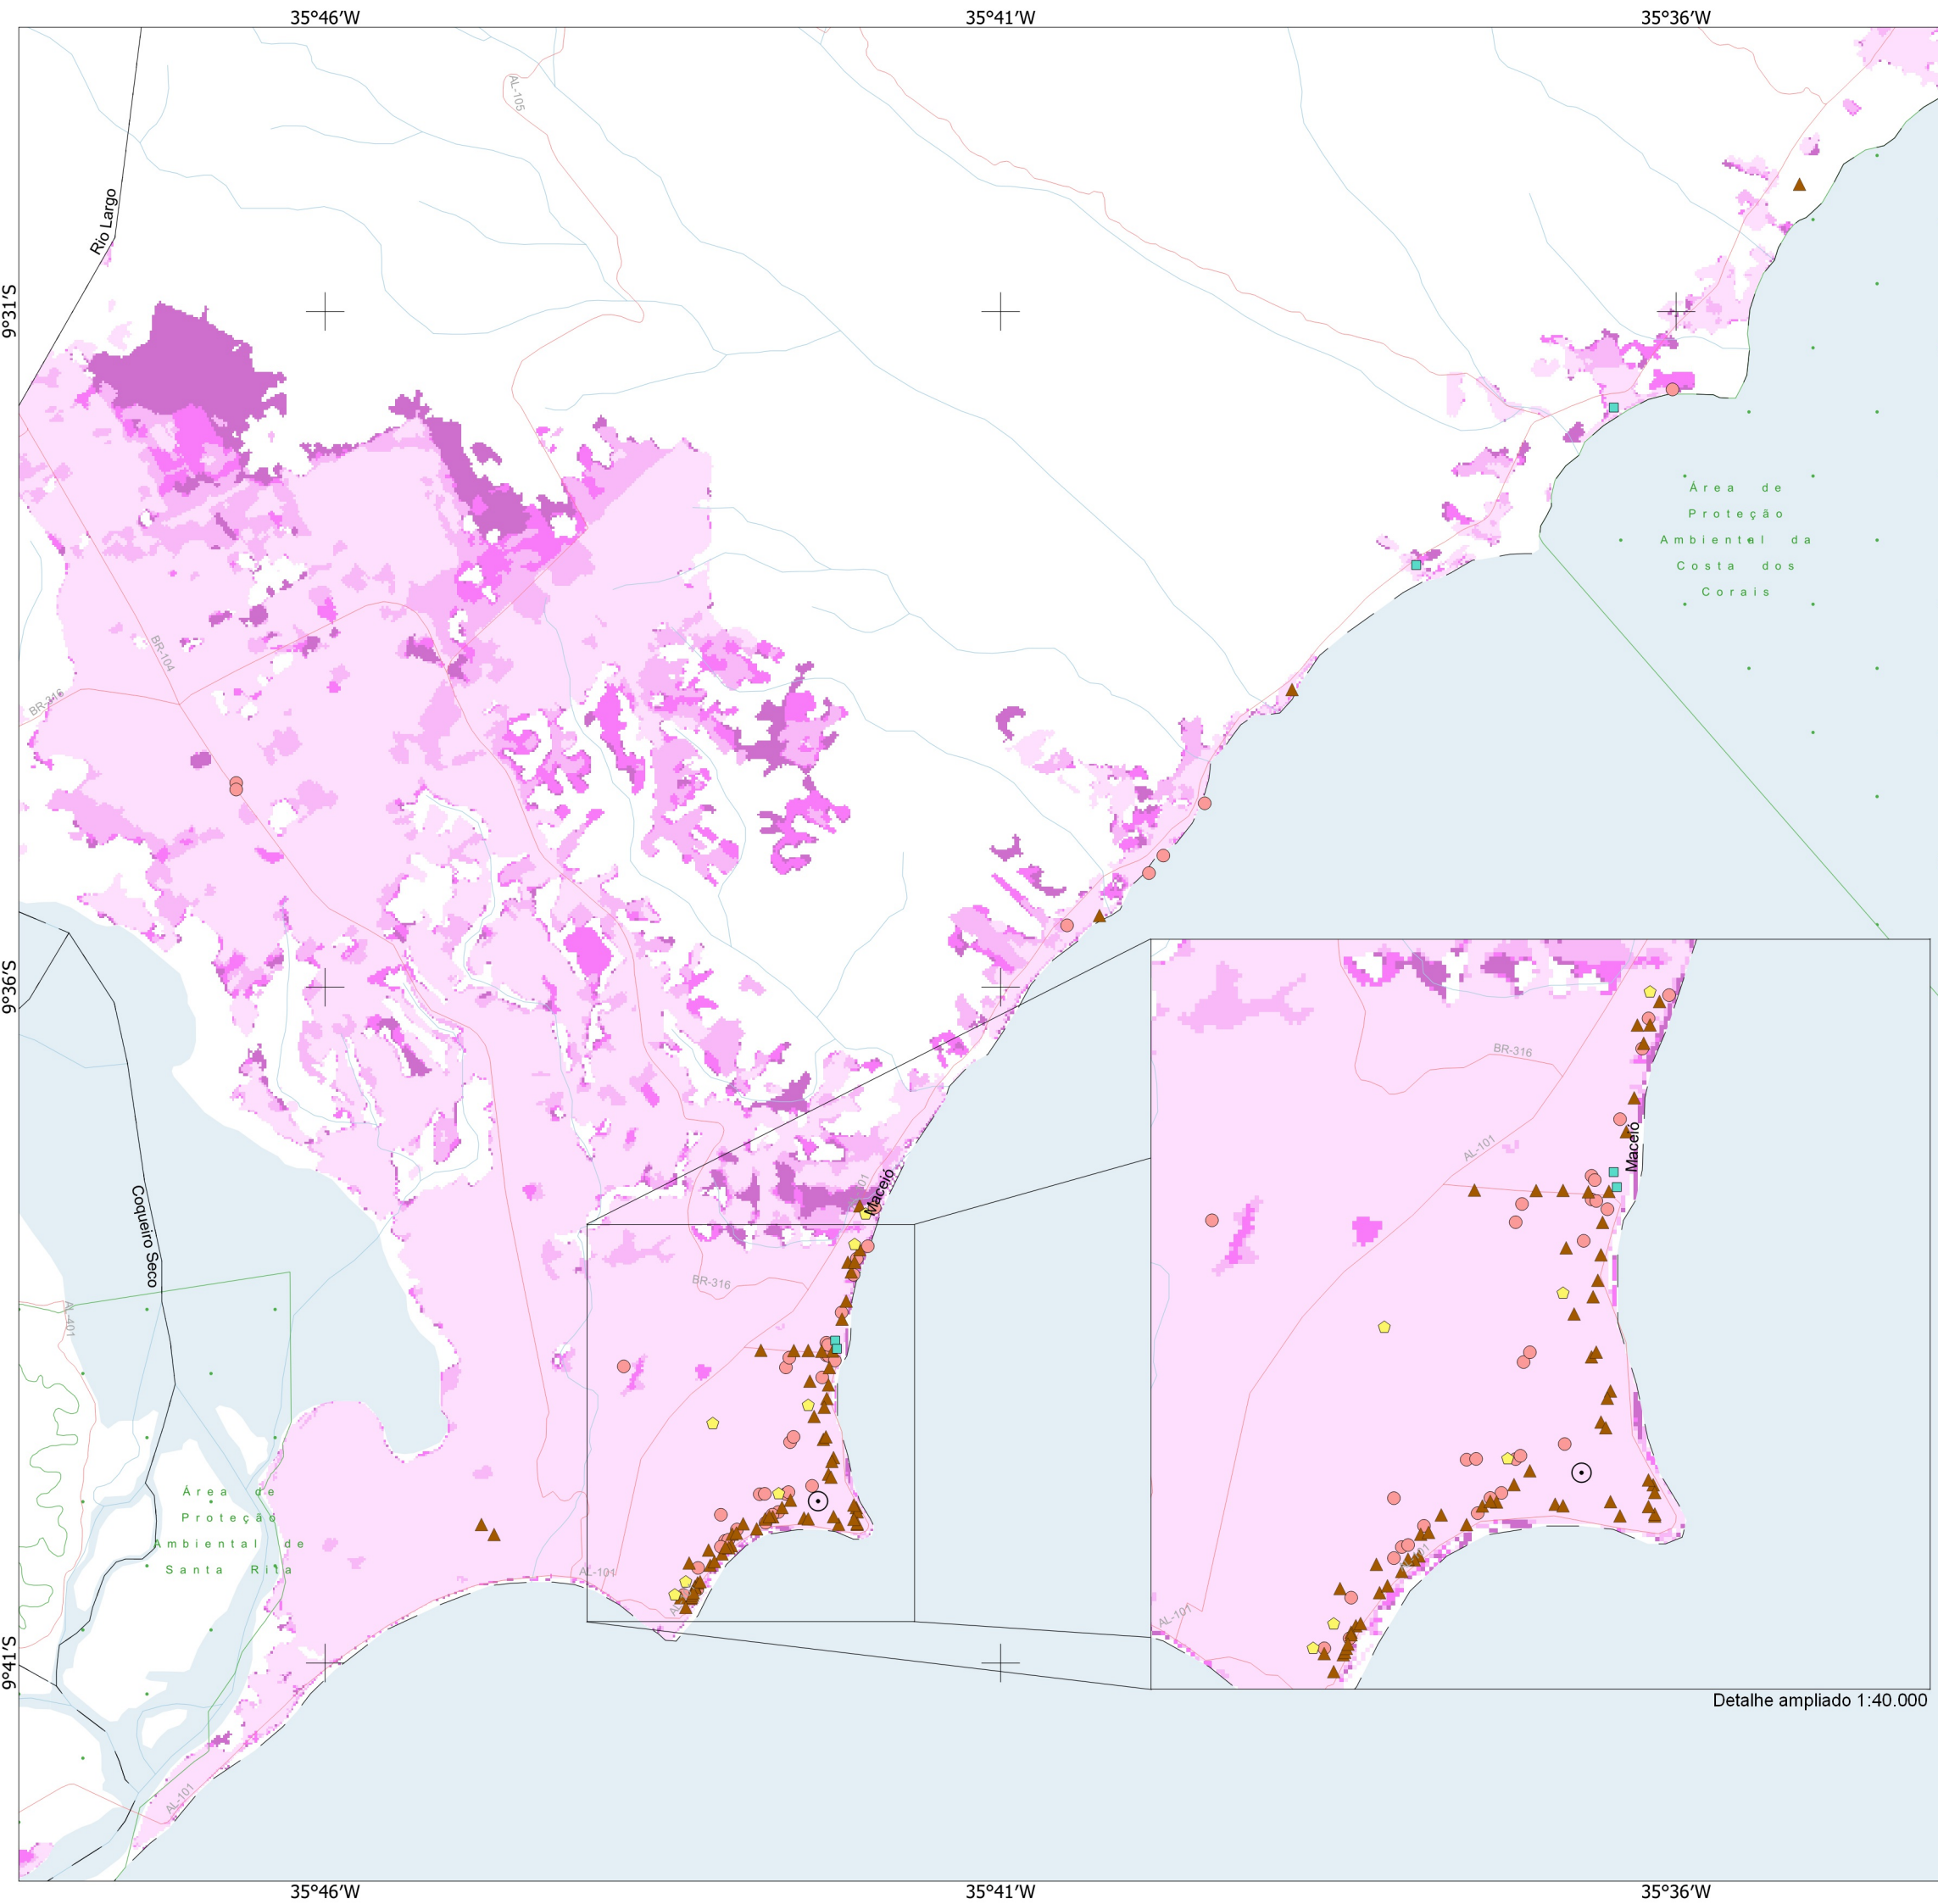 35°46'W
35°41'W
35°36'W
AL-105
Rio Largo
9°31'S
Área de
Proteção
Ambiental da
Costa dos
Corais
BR-104
BR-316
9°36'S
BR-316
AL-101
Maceió
Maceió
Coqueiro Seco
BR-316
AL-401
Área de
Proteção
Ambiental de
Santa Rita
AL-101
AL-101
9°41'S
Detalhe ampliado 1:40.000
AL-101
35°46'W
35°41'W
35°36'W